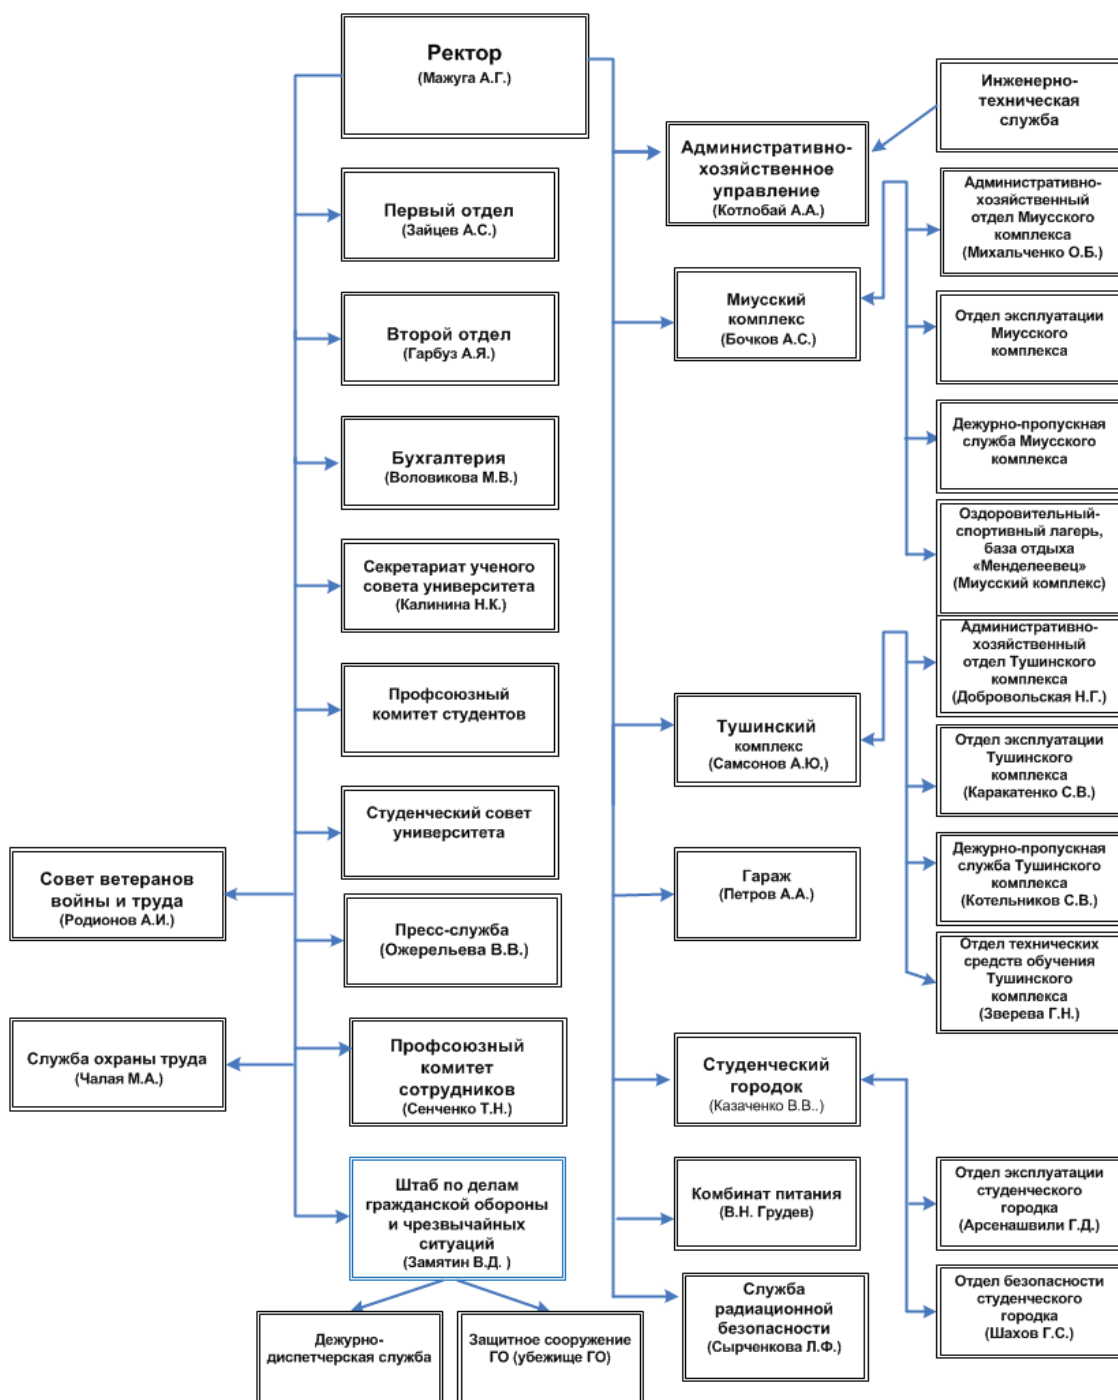 Ректор
(Мажуга А.Г.)
Первый отдел
(Зайцев А.С.)
Второй отдел
(Гарбуз А.Я.)
Бухгалтерия
(Воловикова М.В.)
Секретариат ученого
совета университета
(Калинина Н.К.)
Профсоюзный
комитет студентов
Студенческий совет
университета
Совет ветеранов
войны и труда
(Родионов А.И.)
Пресс-служба
(Ожерельева В.В.)
Служба охраны труда
(Чалая М.А.)
Профсоюзный
комитет
сотрудников
(Сенченко Т.Н.)
Штаб по делам
гражданской обороны
и чрезвычайных
ситуаций
(Замятин В.Д. )
Дежурно-
диспетчерская служба
Защитное сооружение
ГО (убежище ГО)
Административно-
хозяйственное
управление
(Котлобай А.А.)
Инженерно-
техническая
служба
Миусский
комплекс
(Бочков А.С.)
Административно-
хозяйственный
отдел Миусского
комплекса
(Михальченко О.Б.)
Отдел эксплуатации
Миусского
комплекса
Дежурно-пропускная
служба Миусского
комплекса
Оздоровительный-
спортивный лагерь,
база отдыха
«Менделеевец»
(Миусский комплекс)
Тушинский
комплекс
(Самсонов А.Ю,)
Административно-
хозяйственный
отдел Тушинского
комплекса
(Добровольская Н.Г.)
Отдел эксплуатации
Тушинского
комплекса
(Каракатенко С.В.)
Дежурно-пропускная
служба Тушинского
комплекса
(Котельников С.В.)
Отдел технических
средств обучения
Тушинского
комплекса
(Зверева Г.Н.)
Гараж
(Петров А.А.)
Студенческий
городок
(Казаченко В.В..)
Отдел эксплуатации
студенческого
городка
(Арсенашвили Г.Д.)
Отдел безопасности
студенческого
городка
(Шахов Г.С.)
Комбинат питания
(В.Н. Грудев)
Служба
радиационной
безопасности
(Сырченкова Л.Ф.)